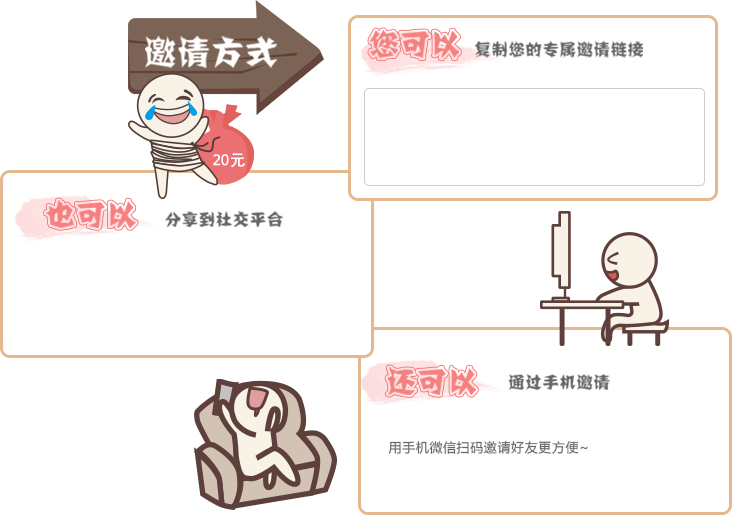 邀请方式
20元
您可以 复制您的专属邀请链接
也可以 分享到社交平台
还可以 通过手机邀请
用手机微信扫码邀请好友更方便~